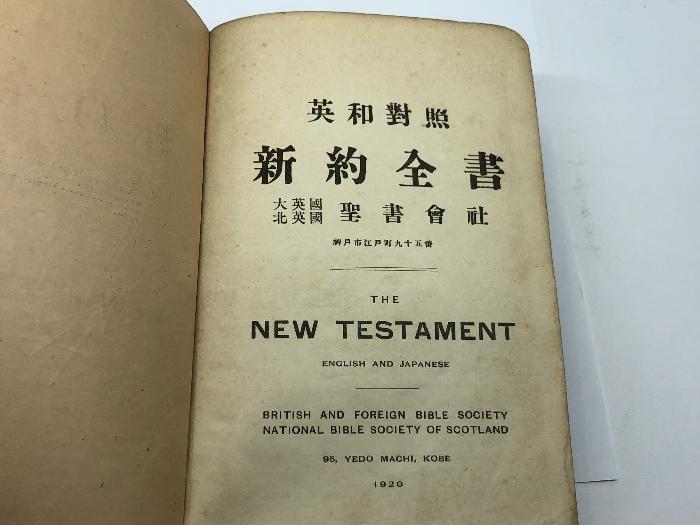 英和對照
新約全書
大英國
北英國 聖書會社
神戸市江戸町九十五番
THE
NEW TESTAMENT
ENGLISH AND JAPANESE
BRITISH AND FOREIGN BIBLE SOCIETY
NATIONAL BIBLE SOCIETY OF SCOTLAND
95, YEDO MACHI, KOBE
1920